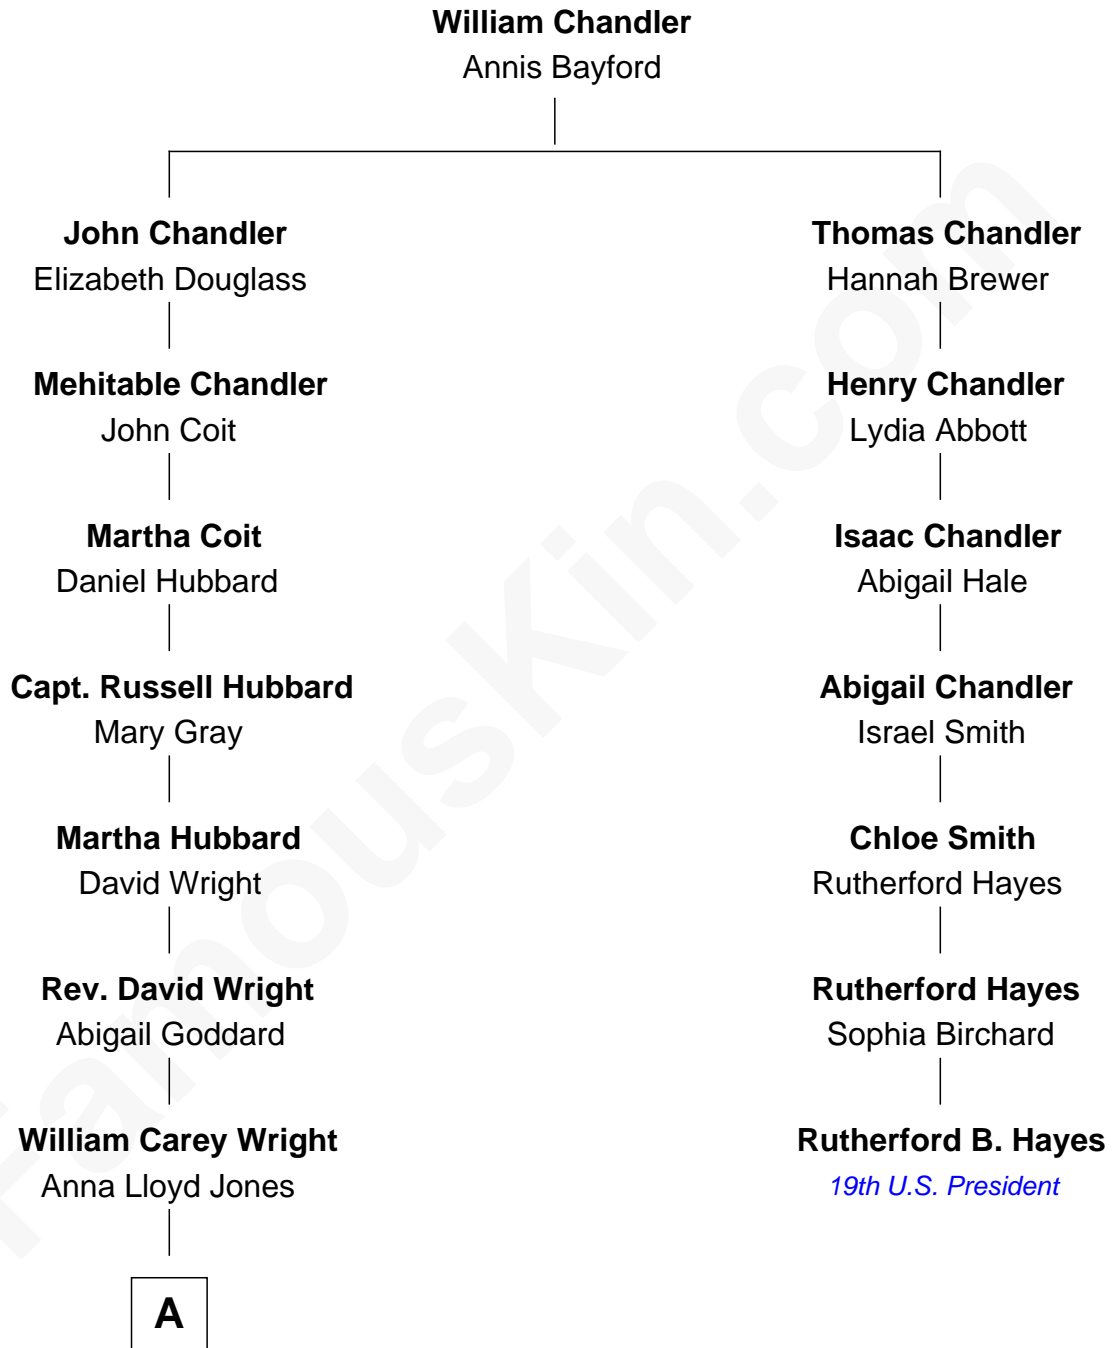 William Chandler
Annis Bayford
John Chandler
Elizabeth Douglass
Thomas Chandler
Hannah Brewer
Mehitable Chandler
John Coit
Henry Chandler
Lydia Abbott
Martha Coit
Daniel Hubbard
Isaac Chandler
Abigail Hale
Capt. Russell Hubbard
Mary Gray
Abigail Chandler
Israel Smith
Martha Hubbard
David Wright
Chloe Smith
Rutherford Hayes
Rev. David Wright
Abigail Goddard
Rutherford Hayes
Sophia Birchard
William Carey Wright
Anna Lloyd Jones
Rutherford B. Hayes
19th U.S. President
A
FamousKin.com